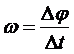 ω = Δφ / Δt